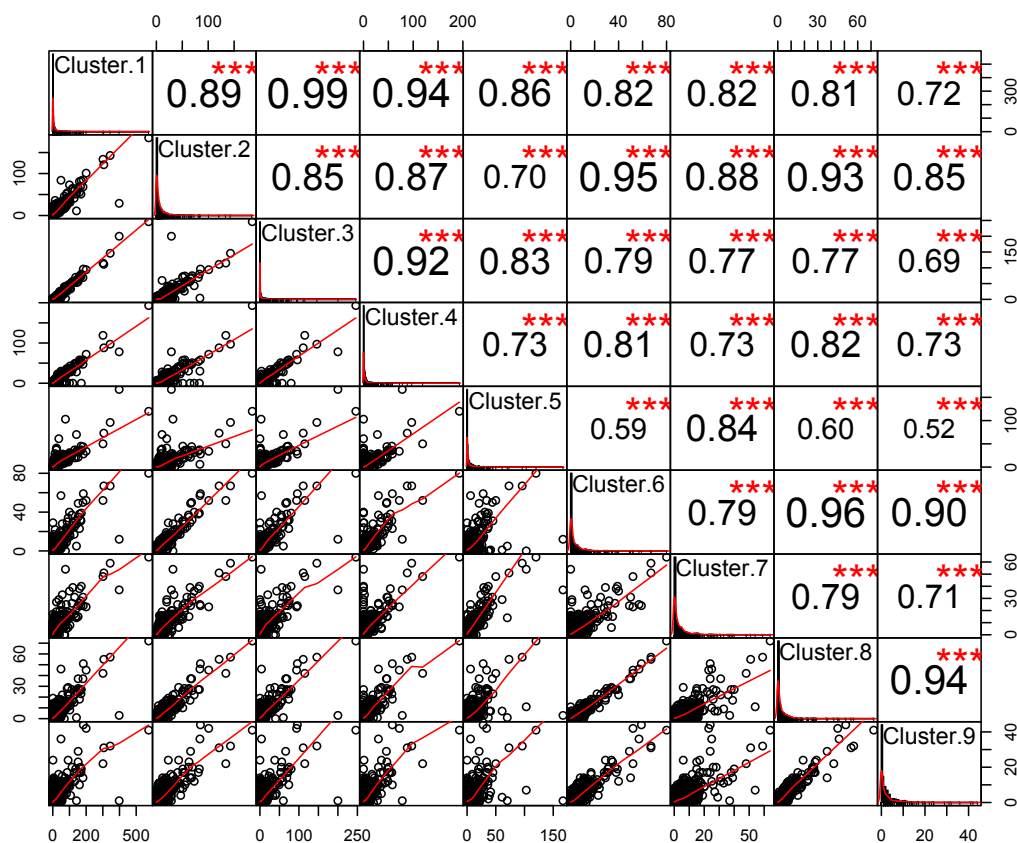 0 100 0 100 200 0 40 80 0 30 60
Cluster.1 *** *** *** *** *** *** *** ***
0.89 0.99 0.94 0.86 0.82 0.82 0.81 0.72
300
0
Cluster.2 *** *** *** *** *** *** ***
100 0.85 0.87 0.70 0.95 0.88 0.93 0.85
0
Cluster.3 *** *** *** *** *** ***
0.92 0.83 0.79 0.77 0.77 0.69 150
0
Cluster.4 *** *** *** *** ***
100 0.73 0.81 0.73 0.82 0.73
0
Cluster.5 *** *** *** ***
0.59 0.84 0.60 0.52 100
0
80
Cluster.6 *** *** ***
40 0.79 0.96 0.90
0
60
Cluster.7 *** ***
0.79 0.71 30
0
Cluster.8 ***
60 0.94
30
0
Cluster.9 40
20
0
0 200 500 0 100 250 0 50 150 0 20 50 0 20 40